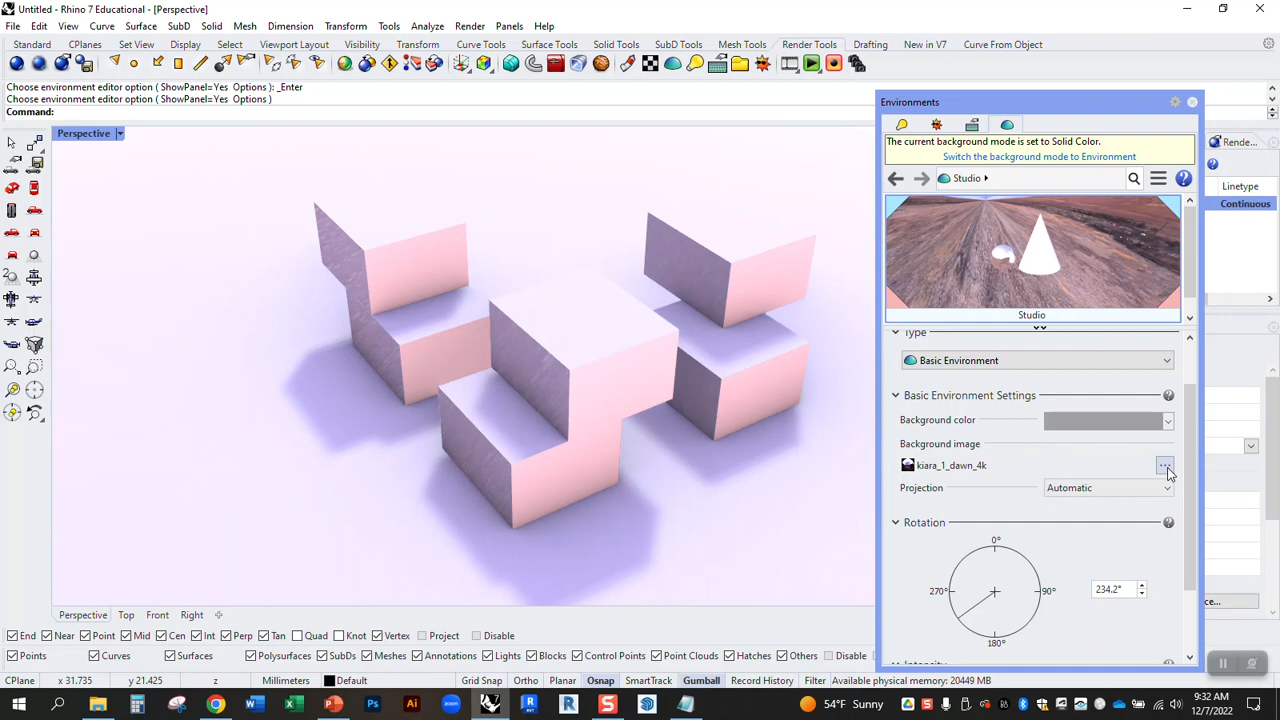 Untitled - Rhino 7 Educational - [Perspective]
File Edit View Curve Surface SubD Solid Mesh Dimension Transform Tools Analyze Render Panels Help
Standard CPlanes Set View Display Select Viewport Layout Visibility Transform Curve Tools Surface Tools Solid Tools SubD Tools Mesh Tools Render Tools Drafting New in V7 Curve From Object
Choose environment editor option ( ShowPanel=Yes Options ): _Enter
Choose environment editor option ( ShowPanel=Yes Options )
Command:
Perspective
Environments
The current background mode is set to Solid Color.
Switch the background mode to Environment
Studio
Studio
Type
Basic Environment
Basic Environment Settings
Background color
Background image
kiara_1_dawn_4k
Projection Automatic
Rotation
0°
270° 90° 234.2°
180°
Rende...
Linetype
Continuous
ce...
Perspective Top Front Right
End Near Point Mid Cen Int Perp Tan Quad Knot Vertex Project Disable
Points Curves Surfaces Polysurfaces SubDs Meshes Annotations Lights Blocks Control Points Point Clouds Hatches Others Disable
CPlane x 31.735 y 21.425 z Millimeters Default Grid Snap Ortho Planar Osnap SmartTrack Gumball Record History Filter Available physical memory: 20449 MB
54°F Sunny
9:32 AM
12/7/2022